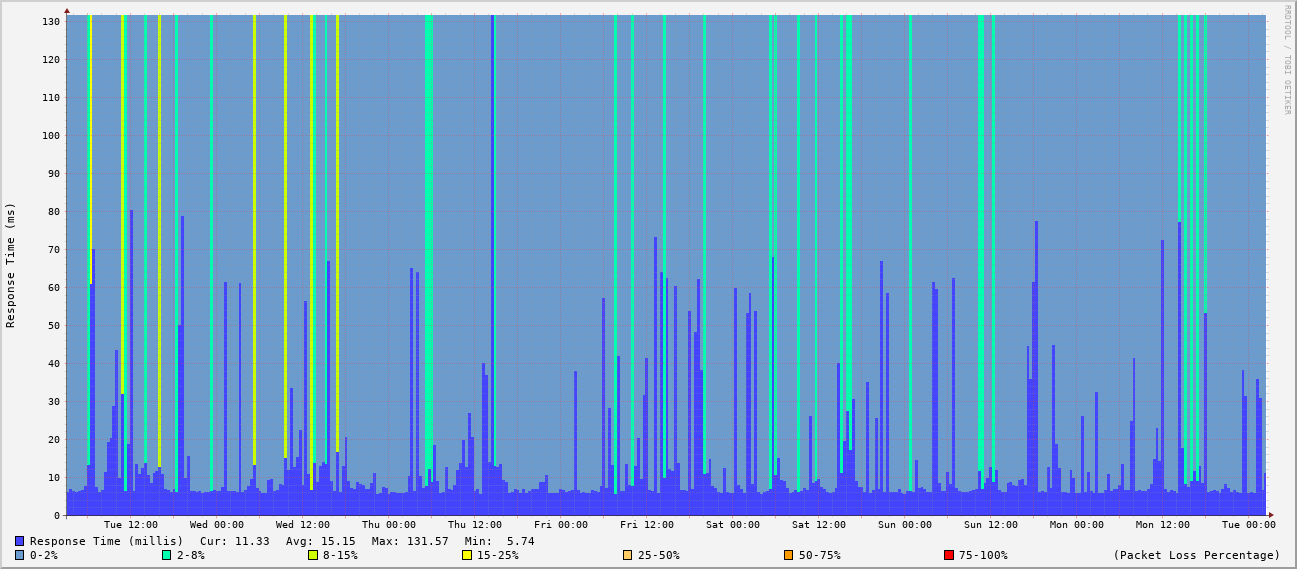 130
120
110
100
90
80
70
60
50
40
30
20
10
0
Response Time (ms)
RRDTOOL / TOBI OETIKER
Tue 12:00 Wed 00:00 Wed 12:00 Thu 00:00 Thu 12:00 Fri 00:00 Fri 12:00 Sat 00:00 Sat 12:00 Sun 00:00 Sun 12:00 Mon 00:00 Mon 12:00 Tue 00:00
Response Time (millis) Cur: 11.33 Avg: 15.15 Max: 131.57 Min: 5.74
0-2% 2-8% 8-15% 15-25% 25-50% 50-75% 75-100% (Packet Loss Percentage)